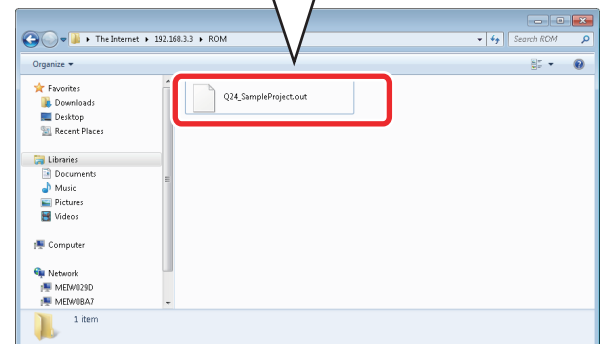 The Internet ▸ 192.168.3.3 ▸ ROM
Search ROM
Organize
Q24_SampleProject.out
Favorites
Downloads
Desktop
Recent Places
Libraries
Documents
Music
Pictures
Videos
Computer
Network
MEIW029D
MEIW0BA7
1 item